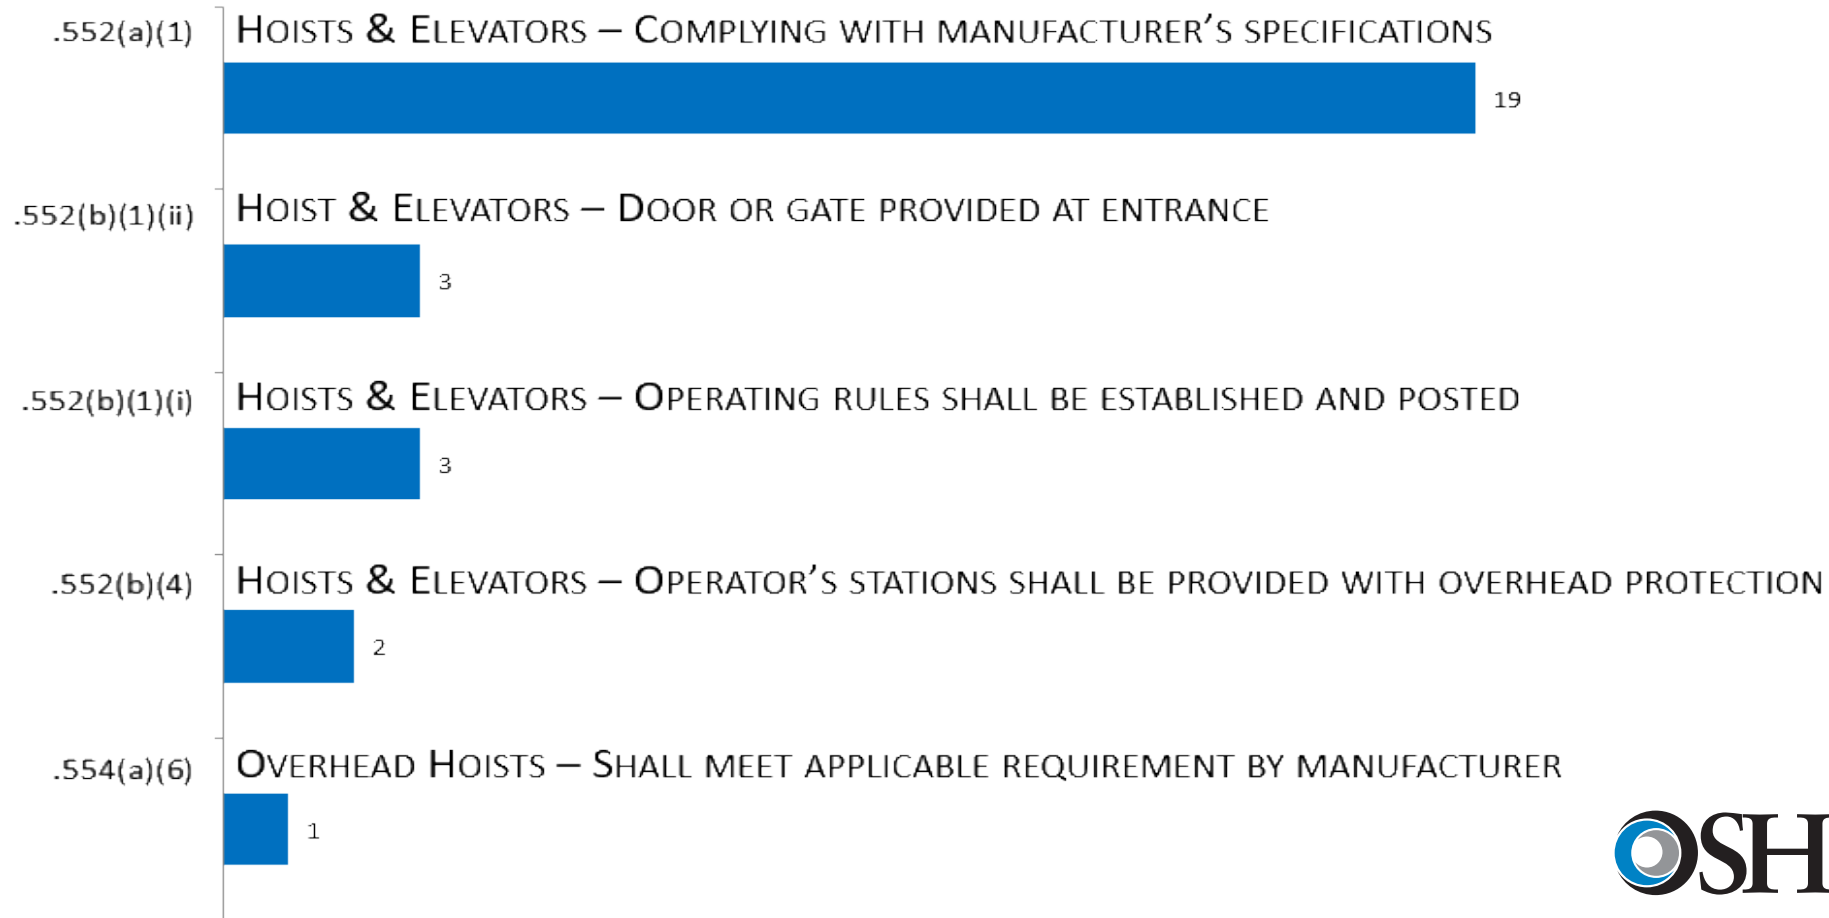 .552(a)(1) HOISTS & ELEVATORS – COMPLYING WITH MANUFACTURER'S SPECIFICATIONS
19
.552(b)(1)(ii) HOIST & ELEVATORS – DOOR OR GATE PROVIDED AT ENTRANCE
3
.552(b)(1)(i) HOISTS & ELEVATORS – OPERATING RULES SHALL BE ESTABLISHED AND POSTED
3
.552(b)(4) HOISTS & ELEVATORS – OPERATOR'S STATIONS SHALL BE PROVIDED WITH OVERHEAD PROTECTION
2
.554(a)(6) OVERHEAD HOISTS – SHALL MEET APPLICABLE REQUIREMENT BY MANUFACTURER
1
OSH